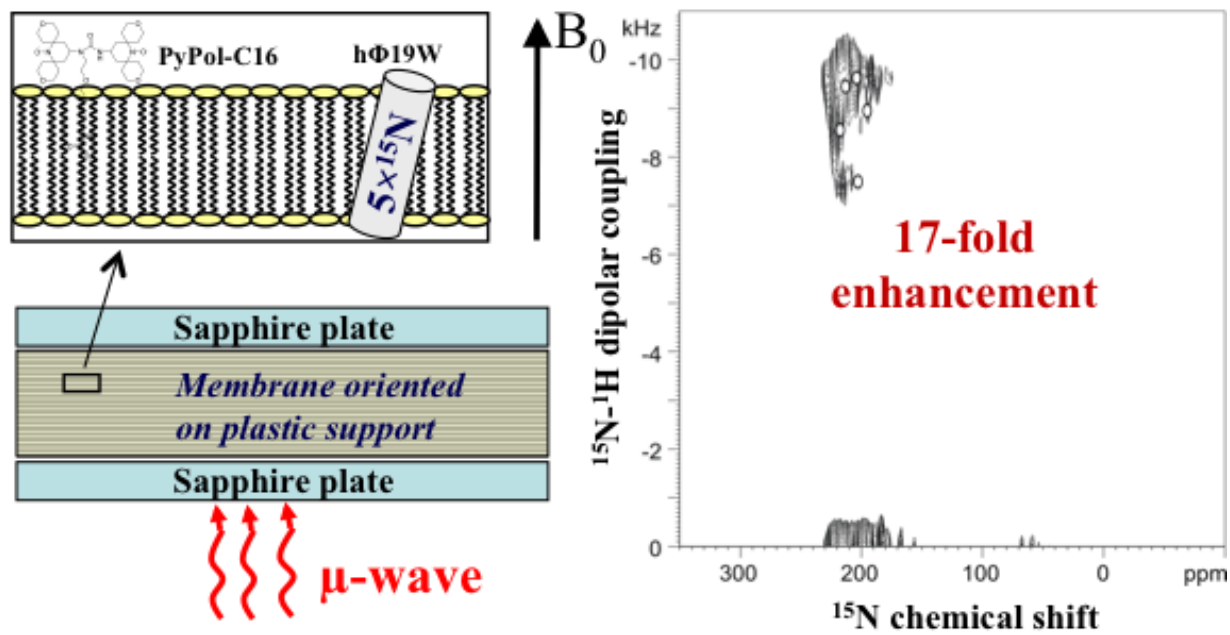 PyPol-C16
hΦ19W
5×¹⁵N
B₀
Sapphire plate
Membrane oriented
on plastic support
Sapphire plate
μ-wave
kHz
-10
-8
-6
-4
-2
0
¹⁵N-¹H dipolar coupling
17-fold
enhancement
300
200
100
0
ppm
¹⁵N chemical shift